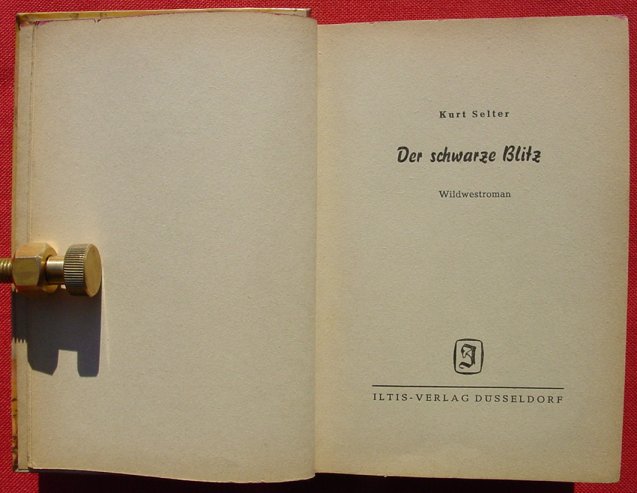 Kurt Selter
Der schwarze Blitz
Wildwestroman
J
ILTIS-VERLAG DÜSSELDORF